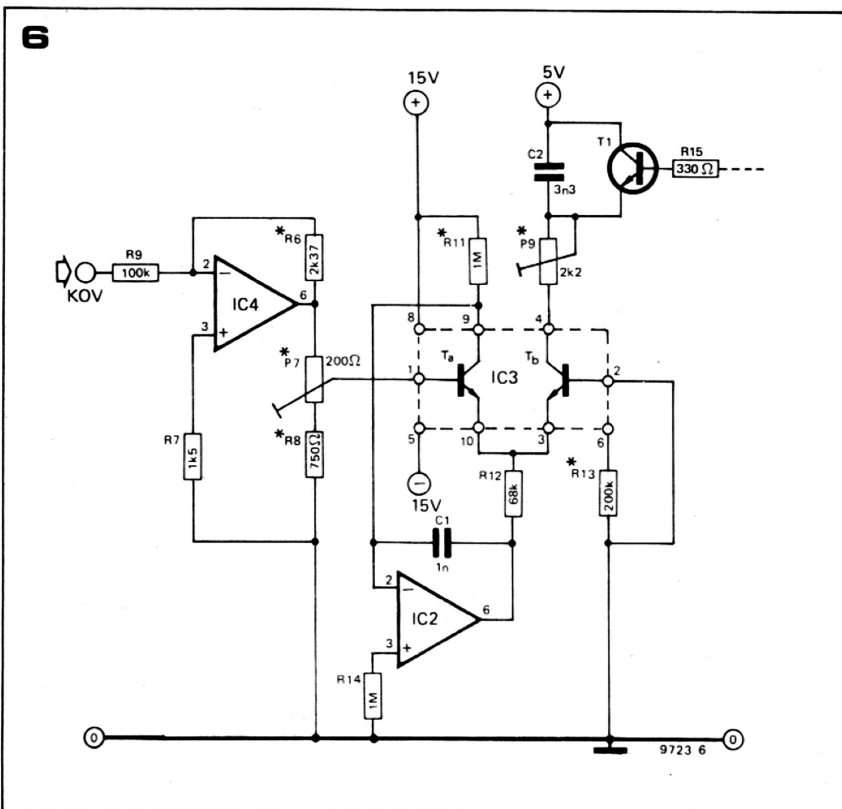 6
15V
+
5V
+
C2
3n3
T1
R15
330 Ω
*R6
2k37
*R11
1M
*P9
2k2
R9
100k
KOV
2
−
IC4
6
3
+
8
9
4
*P7
200Ω
1
Ta
IC3
Tb
2
R7
1k5
*R8
750Ω
5
10
3
6
−
15V
R12
68k
*R13
200k
C1
1n
2
−
IC2
6
3
+
R14
1M
0
0
9723 6